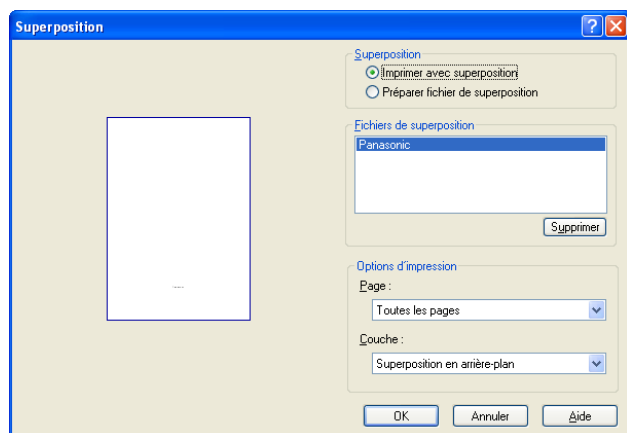 Superposition
Superposition
Imprimer avec superposition
Préparer fichier de superposition
Fichiers de superposition
Panasonic
Supprimer
Options d'impression
Page :
Toutes les pages
Couche :
Superposition en arrière-plan
OK
Annuler
Aide